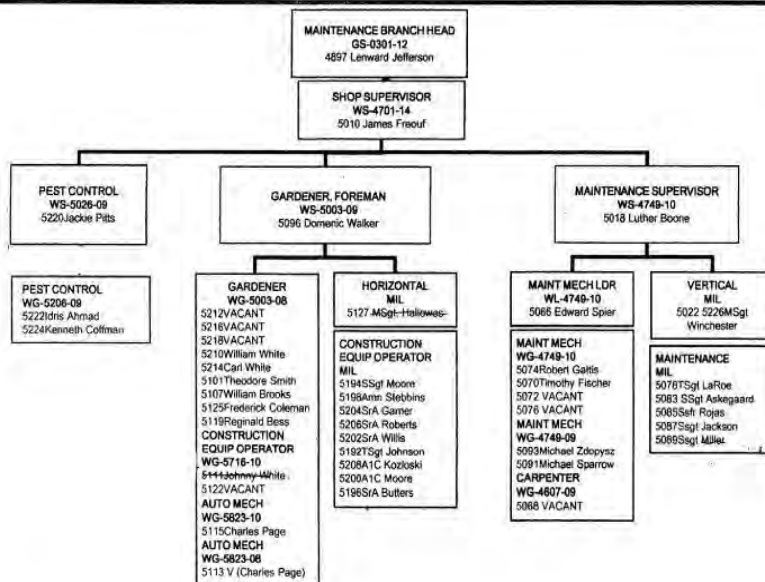 MAINTENANCE BRANCH HEAD
GS-0301-12
4897 Lenward Jefferson
SHOP SUPERVISOR
WS-4701-14
5010 James Freouf
PEST CONTROL
WS-5026-09
5220Jackie Pitts
GARDENER, FOREMAN
WS-5003-09
5096 Domenic Walker
MAINTENANCE SUPERVISOR
WS-4749-10
5018 Luther Boone
PEST CONTROL
WG-5206-09
5222Idris Ahmad
5224Kenneth Coffman
GARDENER
WG-5003-08
5212VACANT
5216VACANT
5218VACANT
5210William White
5214Carl White
5101Theodore Smith
5107William Brooks
5125Frederick Coleman
5119Reginald Bess
CONSTRUCTION
EQUIP OPERATOR
WG-5716-10
5111Johnny White
5122VACANT
AUTO MECH
WG-5823-10
5115Charles Page
AUTO MECH
WG-5823-08
5113 V (Charles Page)
HORIZONTAL
MIL
5127 MSgt. Hallowes
CONSTRUCTION
EQUIP OPERATOR
MIL
5194SSgt Moore
5198Amn Stebbins
5204SrA Garner
5206SrA Roberts
5202SrA Willis
5192TSgt Johnson
5208A1C Kozloski
5200A1C Moore
5196SrA Butters
MAINT MECH LDR
WL-4749-10
5066 Edward Spier
MAINT MECH
WG-4749-10
5074Robert Gattis
5070Timothy Fischer
5072 VACANT
5076 VACANT
MAINT MECH
WG-4749-09
5093Michael Zdopysz
5091Michael Sparrow
CARPENTER
WG-4607-09
5068 VACANT
VERTICAL
MIL
5022 5226MSgt
Winchester
MAINTENANCE
MIL
5078TSgt LaRoe
5083 SSgt Askegaard
5085Ssfr Rojas
5087Ssgt Jackson
5089Ssgt Miller